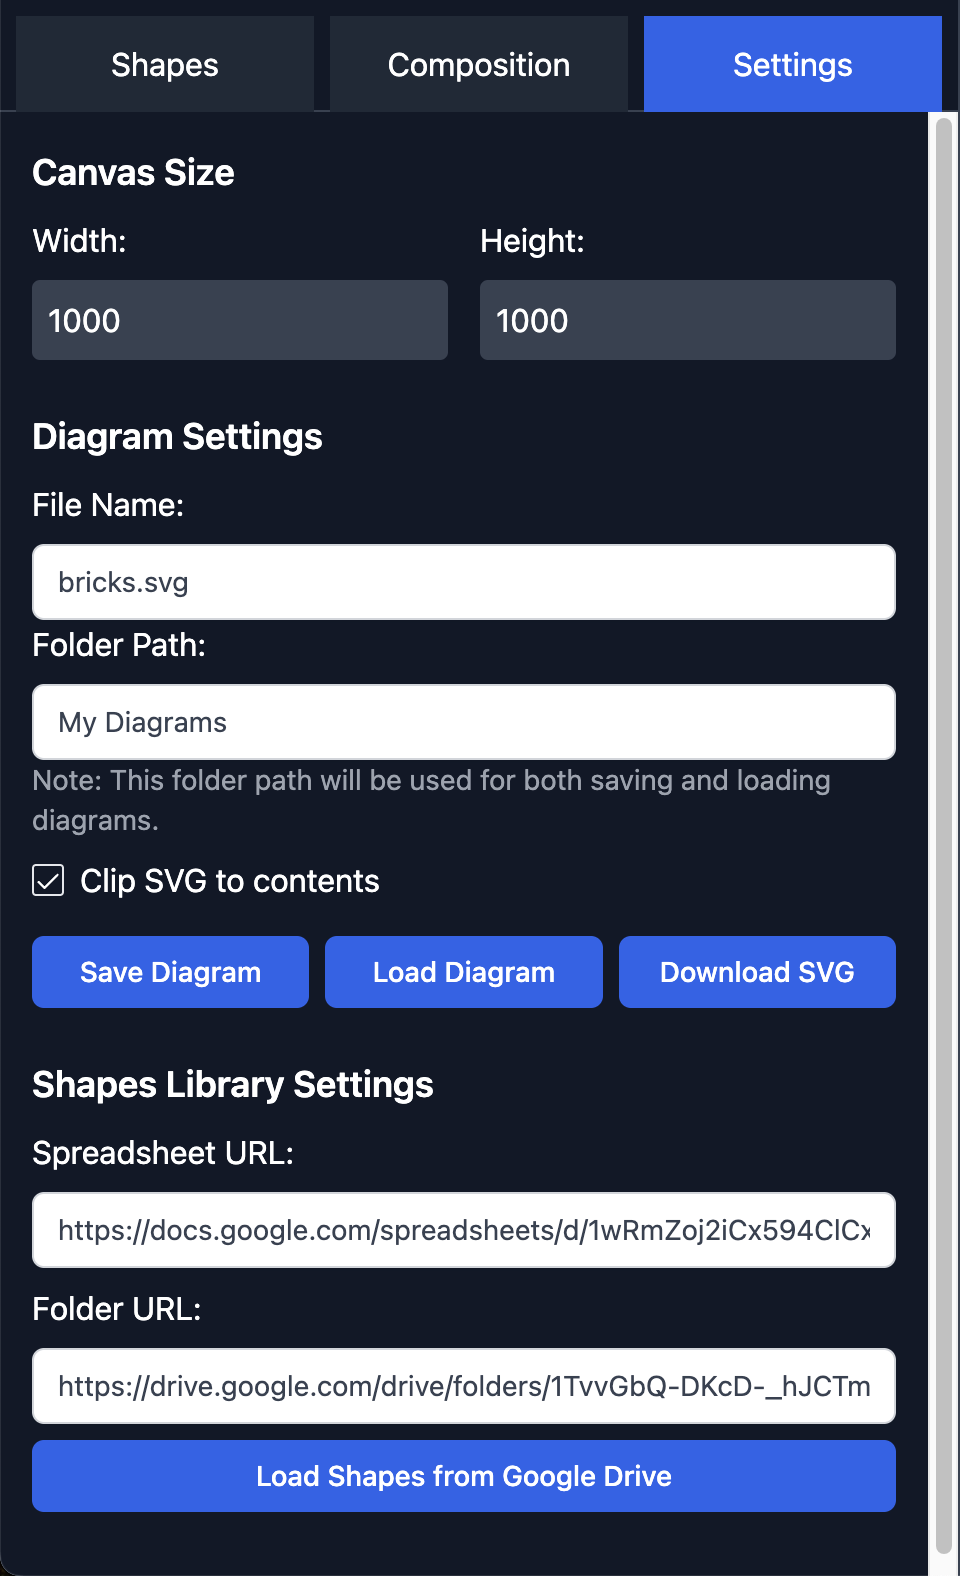 Shapes Composition Settings
Canvas Size
Width: Height:
1000 1000
Diagram Settings
File Name:
bricks.svg
Folder Path:
My Diagrams
Note: This folder path will be used for both saving and loading
diagrams.
Clip SVG to contents
Save Diagram Load Diagram Download SVG
Shapes Library Settings
Spreadsheet URL:
https://docs.google.com/spreadsheets/d/1wRmZoj2iCx594ClCx
Folder URL:
https://drive.google.com/drive/folders/1TvvGbQ-DKcD-_hJCTm
Load Shapes from Google Drive